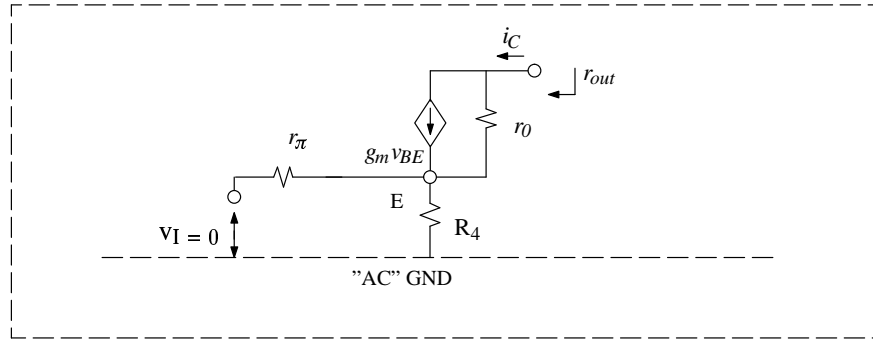 i_C
r_out
r_0
r_π
g_m v_BE
E
R_4
v_I = 0
”AC” GND